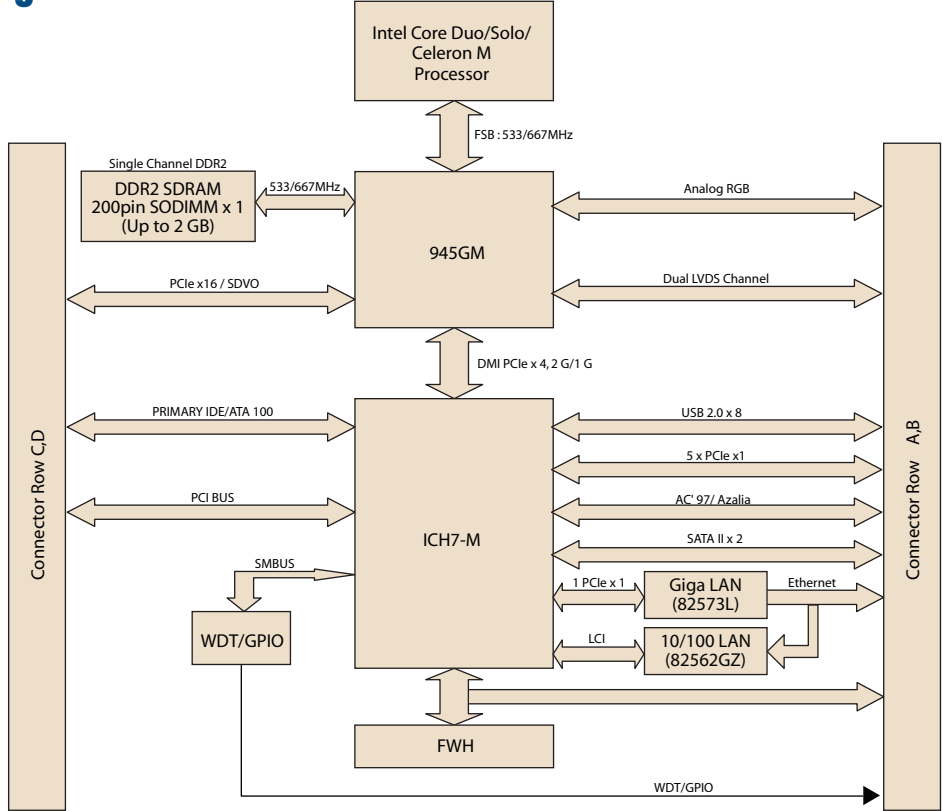 Intel Core Duo/Solo/
Celeron M
Processor
FSB : 533/667MHz
Single Channel DDR2
DDR2 SDRAM
200pin SODIMM x 1
(Up to 2 GB)
533/667MHz
945GM
Analog RGB
PCIe x16 / SDVO
Dual LVDS Channel
DMI PCIe x 4, 2 G/1 G
Connector Row C,D
PRIMARY IDE/ATA 100
PCI BUS
ICH7-M
USB 2.0 x 8
5 x PCIe x1
AC' 97/ Azalia
SATA II x 2
Connector Row A,B
SMBUS
WDT/GPIO
1 PCIe x 1
Giga LAN
(82573L)
Ethernet
LCI
10/100 LAN
(82562GZ)
FWH
WDT/GPIO